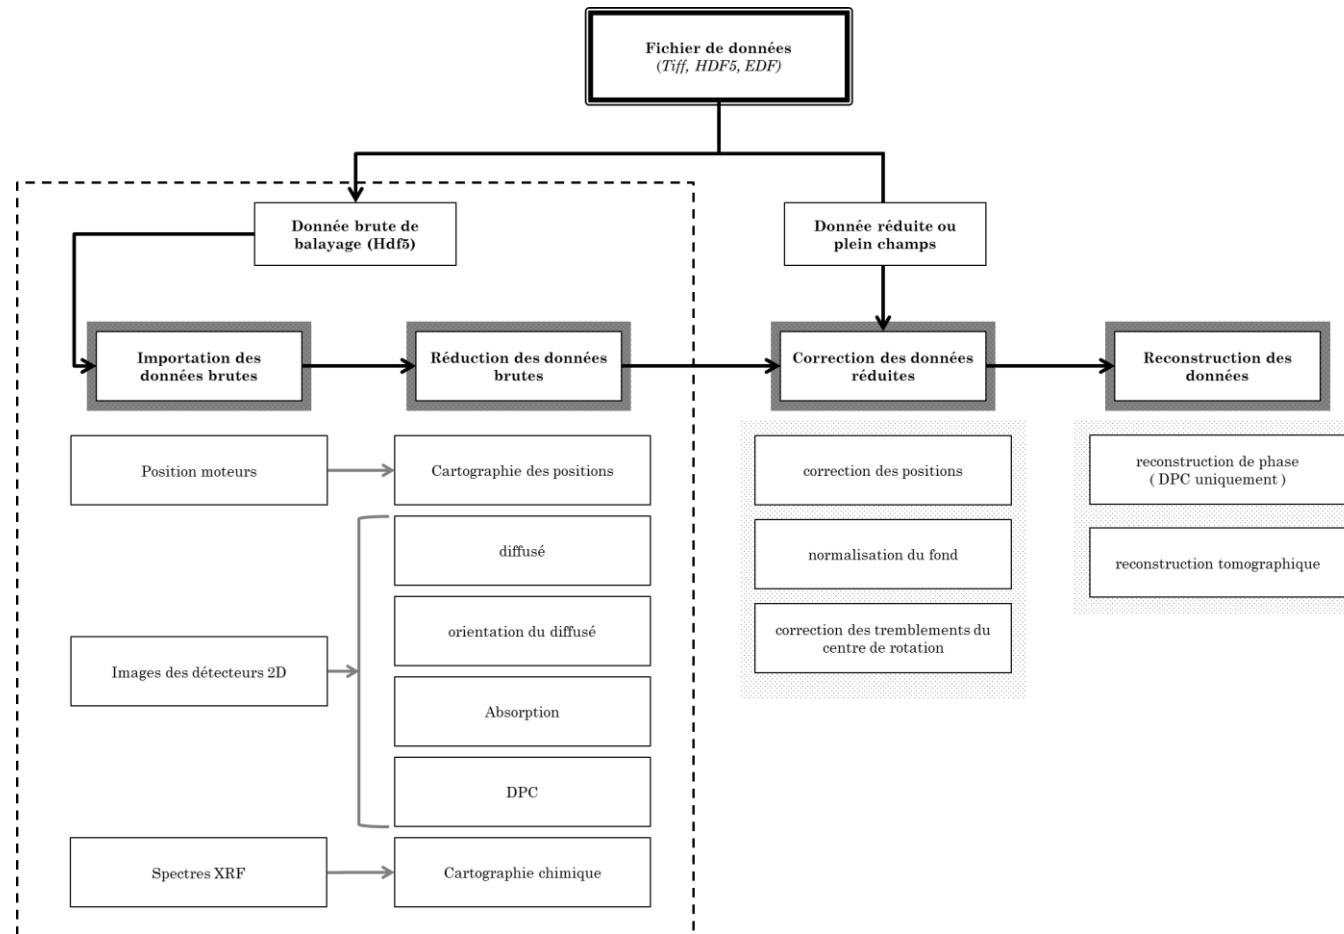 Fichier de données
(Tiff, HDF5, EDF)
Donnée brute de
balayage (Hdf5)
Donnée réduite ou
plein champs
Importation des
données brutes
Réduction des données
brutes
Correction des données
réduites
Reconstruction des
données
Position moteurs
Cartographie des positions
correction des positions
reconstruction de phase
( DPC uniquement )
diffusé
normalisation du fond
reconstruction tomographique
orientation du diffusé
correction des tremblements du
centre de rotation
Images des détecteurs 2D
Absorption
DPC
Spectres XRF
Cartographie chimique